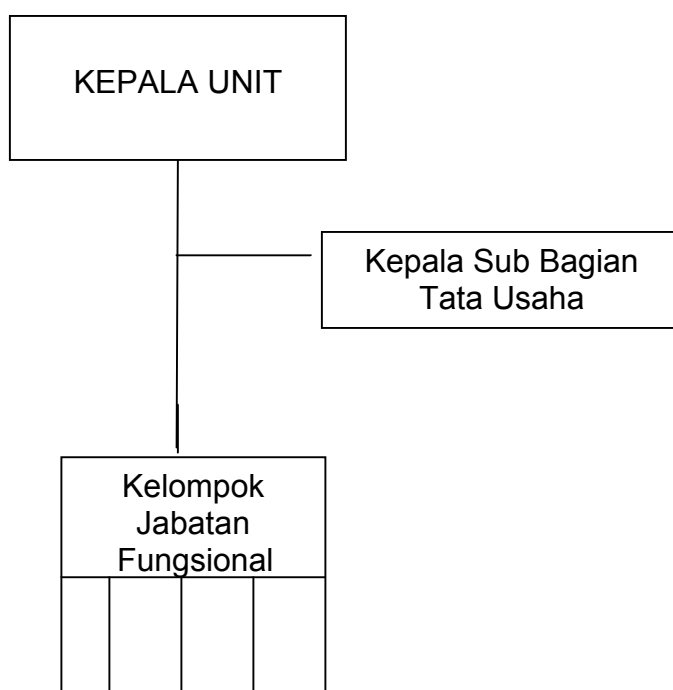 KEPALA UNIT
Kepala Sub Bagian
Tata Usaha
Kelompok
Jabatan
Fungsional